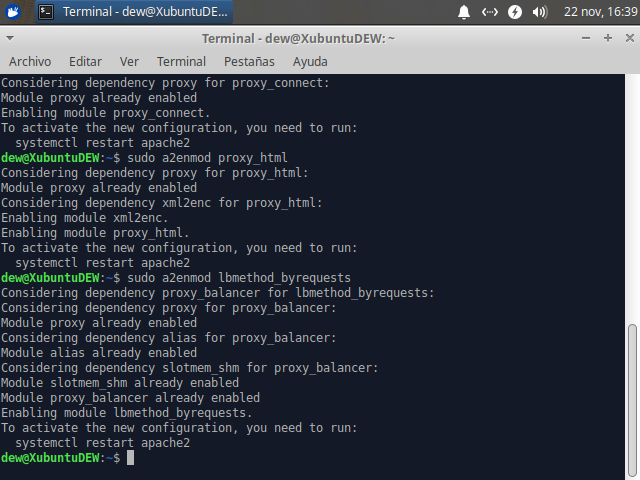 Terminal - dew@XubuntuDE... 22 nov, 16:39
Terminal - dew@XubuntuDEW: ~
Archivo Editar Ver Terminal Pestañas Ayuda
Considering dependency proxy for proxy_connect:
Module proxy already enabled
Enabling module proxy_connect.
To activate the new configuration, you need to run:
  systemctl restart apache2
dew@XubuntuDEW:~$ sudo a2enmod proxy_html
Considering dependency proxy for proxy_html:
Module proxy already enabled
Considering dependency xml2enc for proxy_html:
Enabling module xml2enc.
Enabling module proxy_html.
To activate the new configuration, you need to run:
  systemctl restart apache2
dew@XubuntuDEW:~$ sudo a2enmod lbmethod_byrequests
Considering dependency proxy_balancer for lbmethod_byrequests:
Considering dependency proxy for proxy_balancer:
Module proxy already enabled
Considering dependency alias for proxy_balancer:
Module alias already enabled
Considering dependency slotmem_shm for proxy_balancer:
Module slotmem_shm already enabled
Module proxy_balancer already enabled
Enabling module lbmethod_byrequests.
To activate the new configuration, you need to run:
  systemctl restart apache2
dew@XubuntuDEW:~$